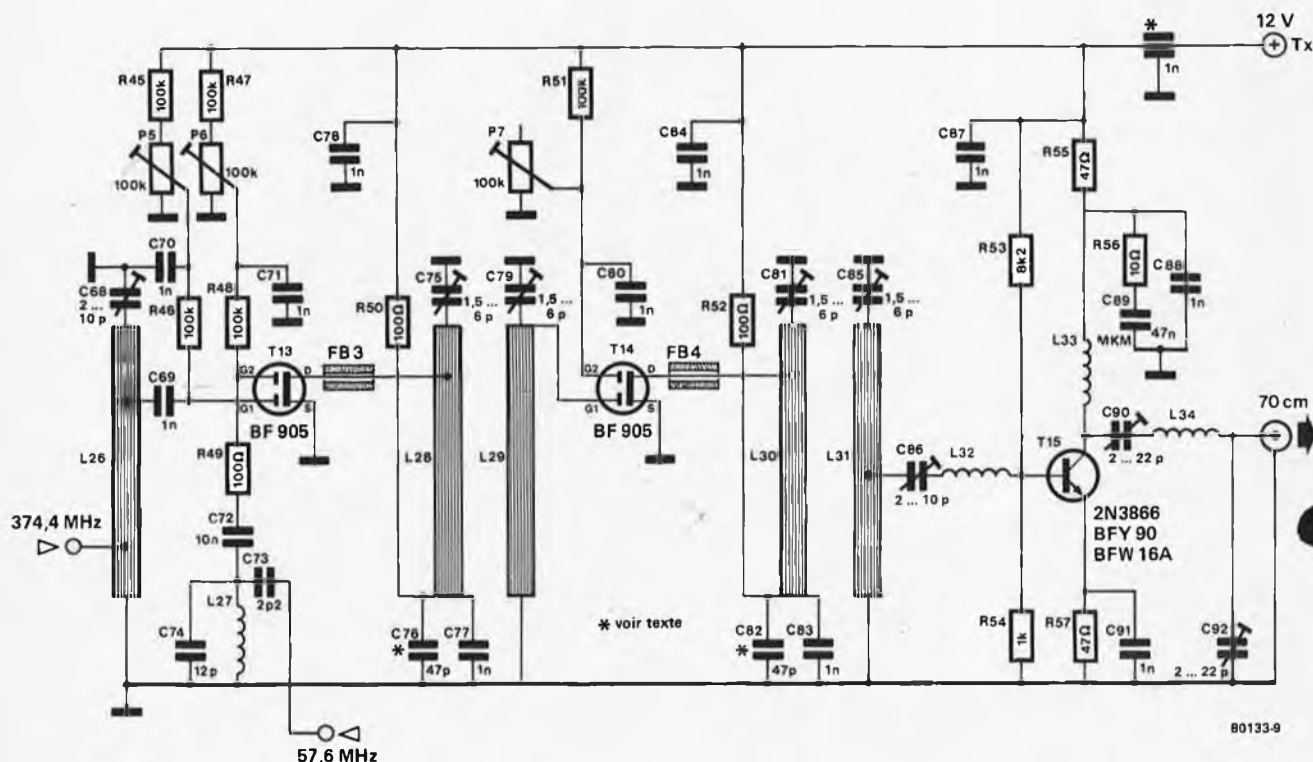 12 V
Tx
*
1n
R45
100k
R47
100k
P5
100k
P6
100k
C78
1n
R51
100k
P7
100k
C84
1n
C87
1n
R55
47Ω
R53
8k2
R56
10Ω
C88
1n
C89
47n
MKM
L33
C70
1n
C68
2 ...
10 p
R46
100k
R48
100k
C71
1n
R50
100Ω
C75
1,5 ...
6 p
C79
1,5 ...
6 p
C80
1n
R52
100Ω
C81
1,5 ...
6 p
C85
1,5 ...
6 p
C69
1n
L26
T13
G2
G1
D
S
BF 905
FB3
L28
L29
T14
G2
G1
D
S
BF 905
FB4
L30
L31
C86
2 ... 10 p
L32
T15
2N3866
BFY 90
BFW 16A
C90
2 ... 22 p
L34
70 cm
R49
100Ω
374,4 MHz
C72
10n
C73
2p2
L27
C74
12p
C76
*
47p
C77
1n
* voir texte
C82
*
47p
C83
1n
R54
1k
R57
47Ω
C91
1n
C92
2 ... 22 p
57,6 MHz
80133-9